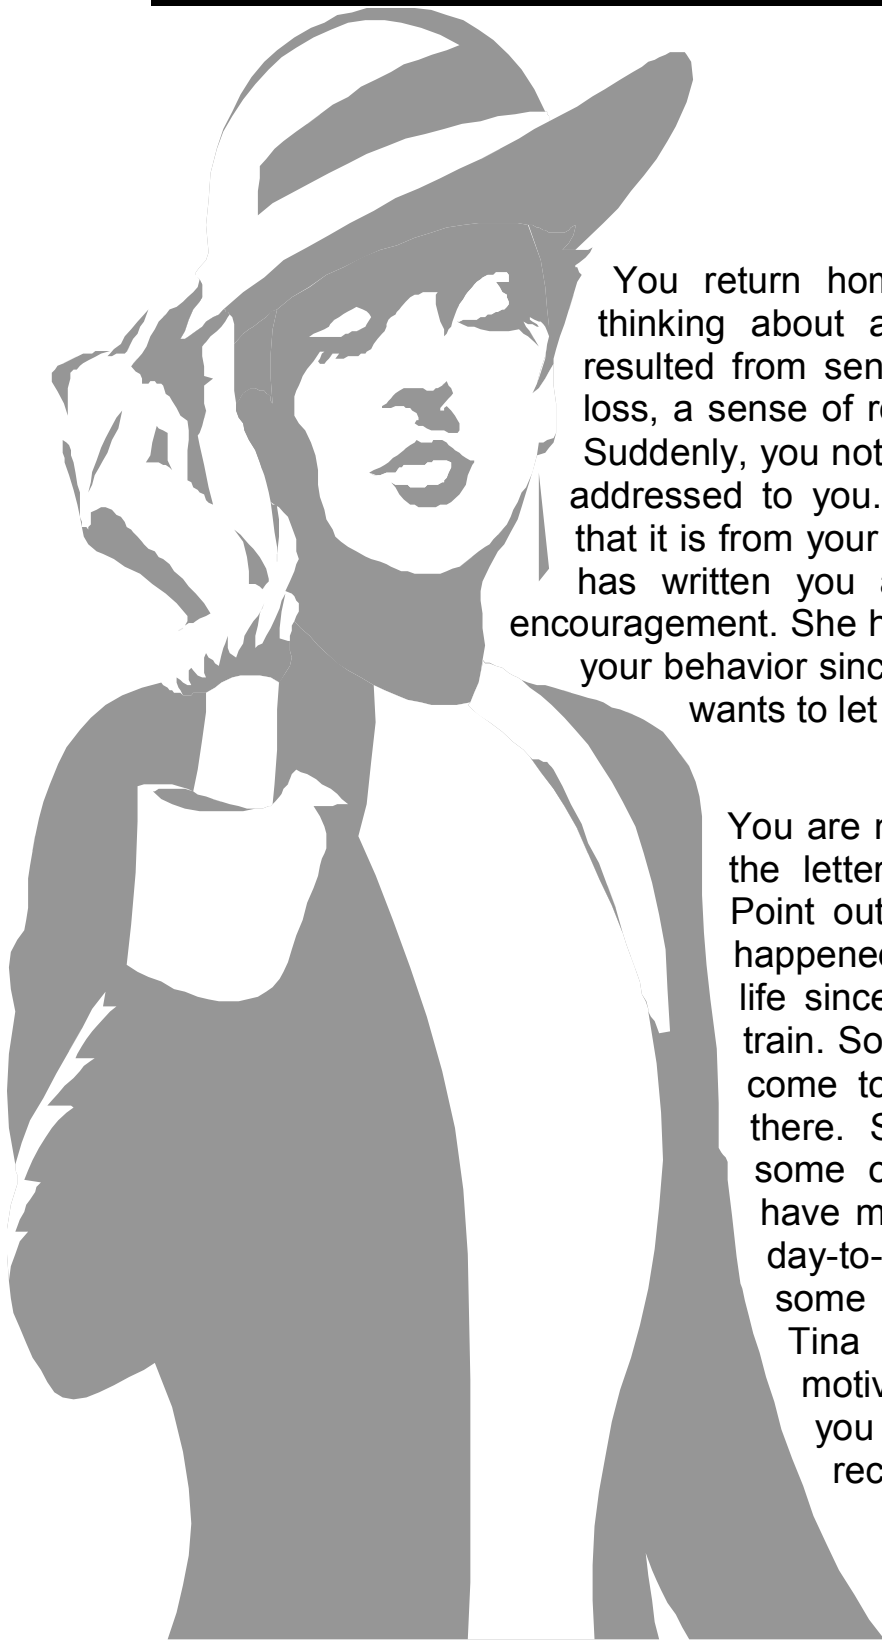 You return hom
thinking about a
resulted from sen
loss, a sense of re
Suddenly, you not
addressed to you.
that it is from your
has written you a
encouragement. She h
your behavior sinc
wants to let
You are r
the letter
Point out
happened
life since
train. So
come to
there. S
some o
have m
day-to-
some
Tina
motiv
you
rec